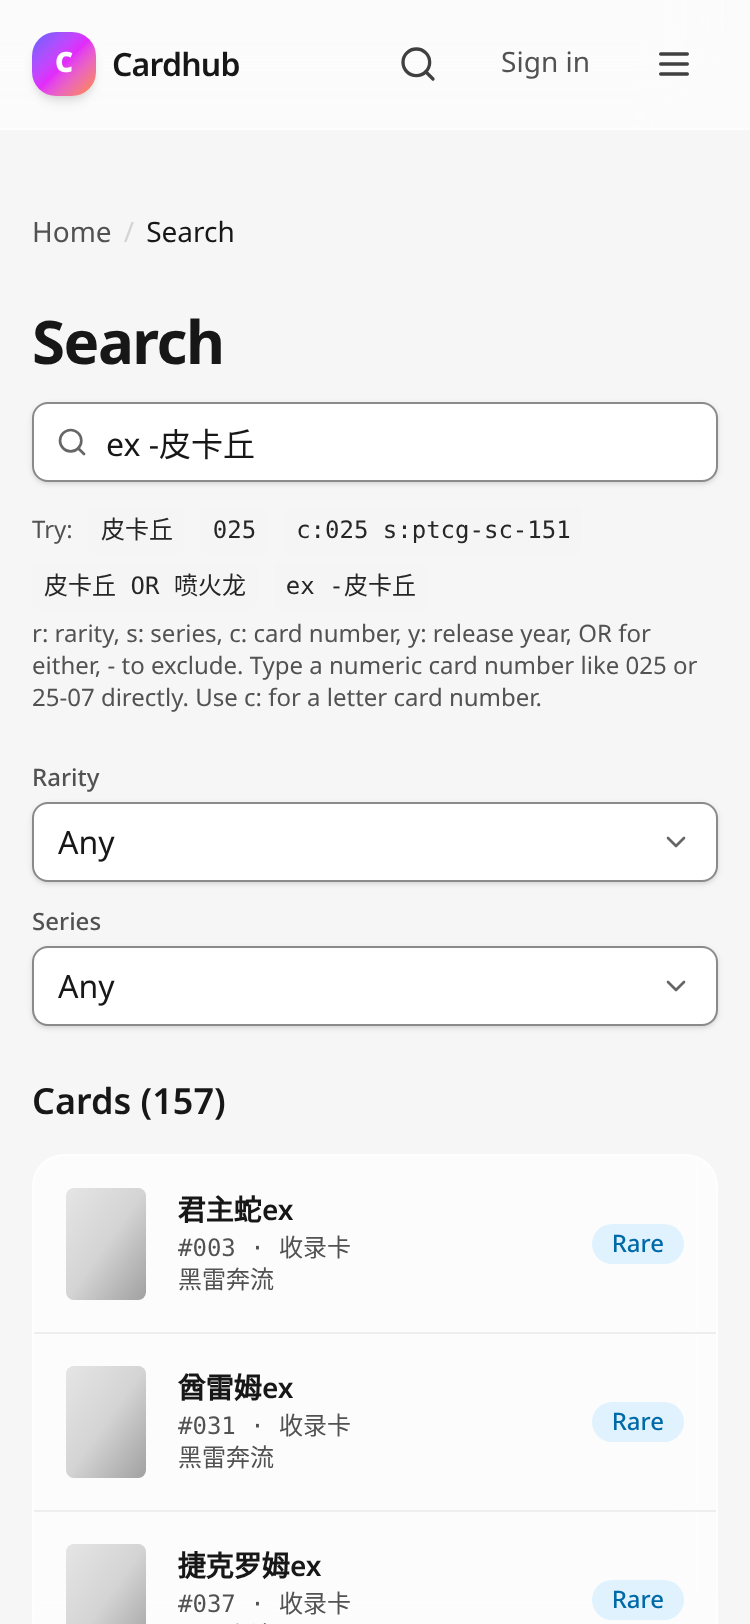 C Cardhub Sign in
Home / Search
Search
ex -皮卡丘
Try: 皮卡丘 025 c:025 s:ptcg-sc-151
皮卡丘 OR 喷火龙 ex -皮卡丘
r: rarity, s: series, c: card number, y: release year, OR for
either, - to exclude. Type a numeric card number like 025 or
25-07 directly. Use c: for a letter card number.
Rarity
Any
Series
Any
Cards (157)
君主蛇ex
#003 · 收录卡
黑雷奔流
Rare
酋雷姆ex
#031 · 收录卡
黑雷奔流
Rare
捷克罗姆ex
#037 · 收录卡
Rare